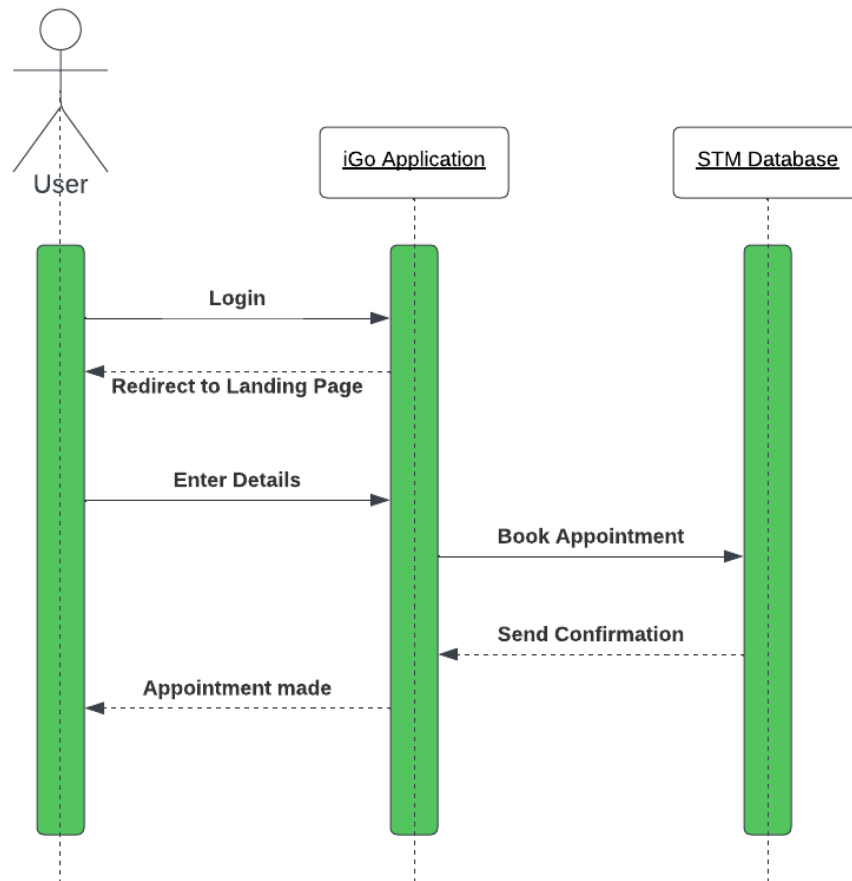 User
iGo Application
STM Database
Login
Redirect to Landing Page
Enter Details
Book Appointment
Send Confirmation
Appointment made